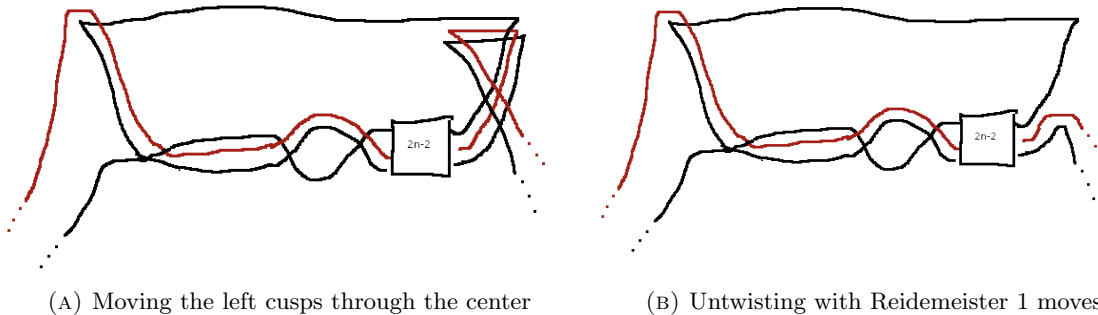 2n-2
2n-2
(A) Moving the left cusps through the center
(B) Untwisting with Reidemeister 1 moves